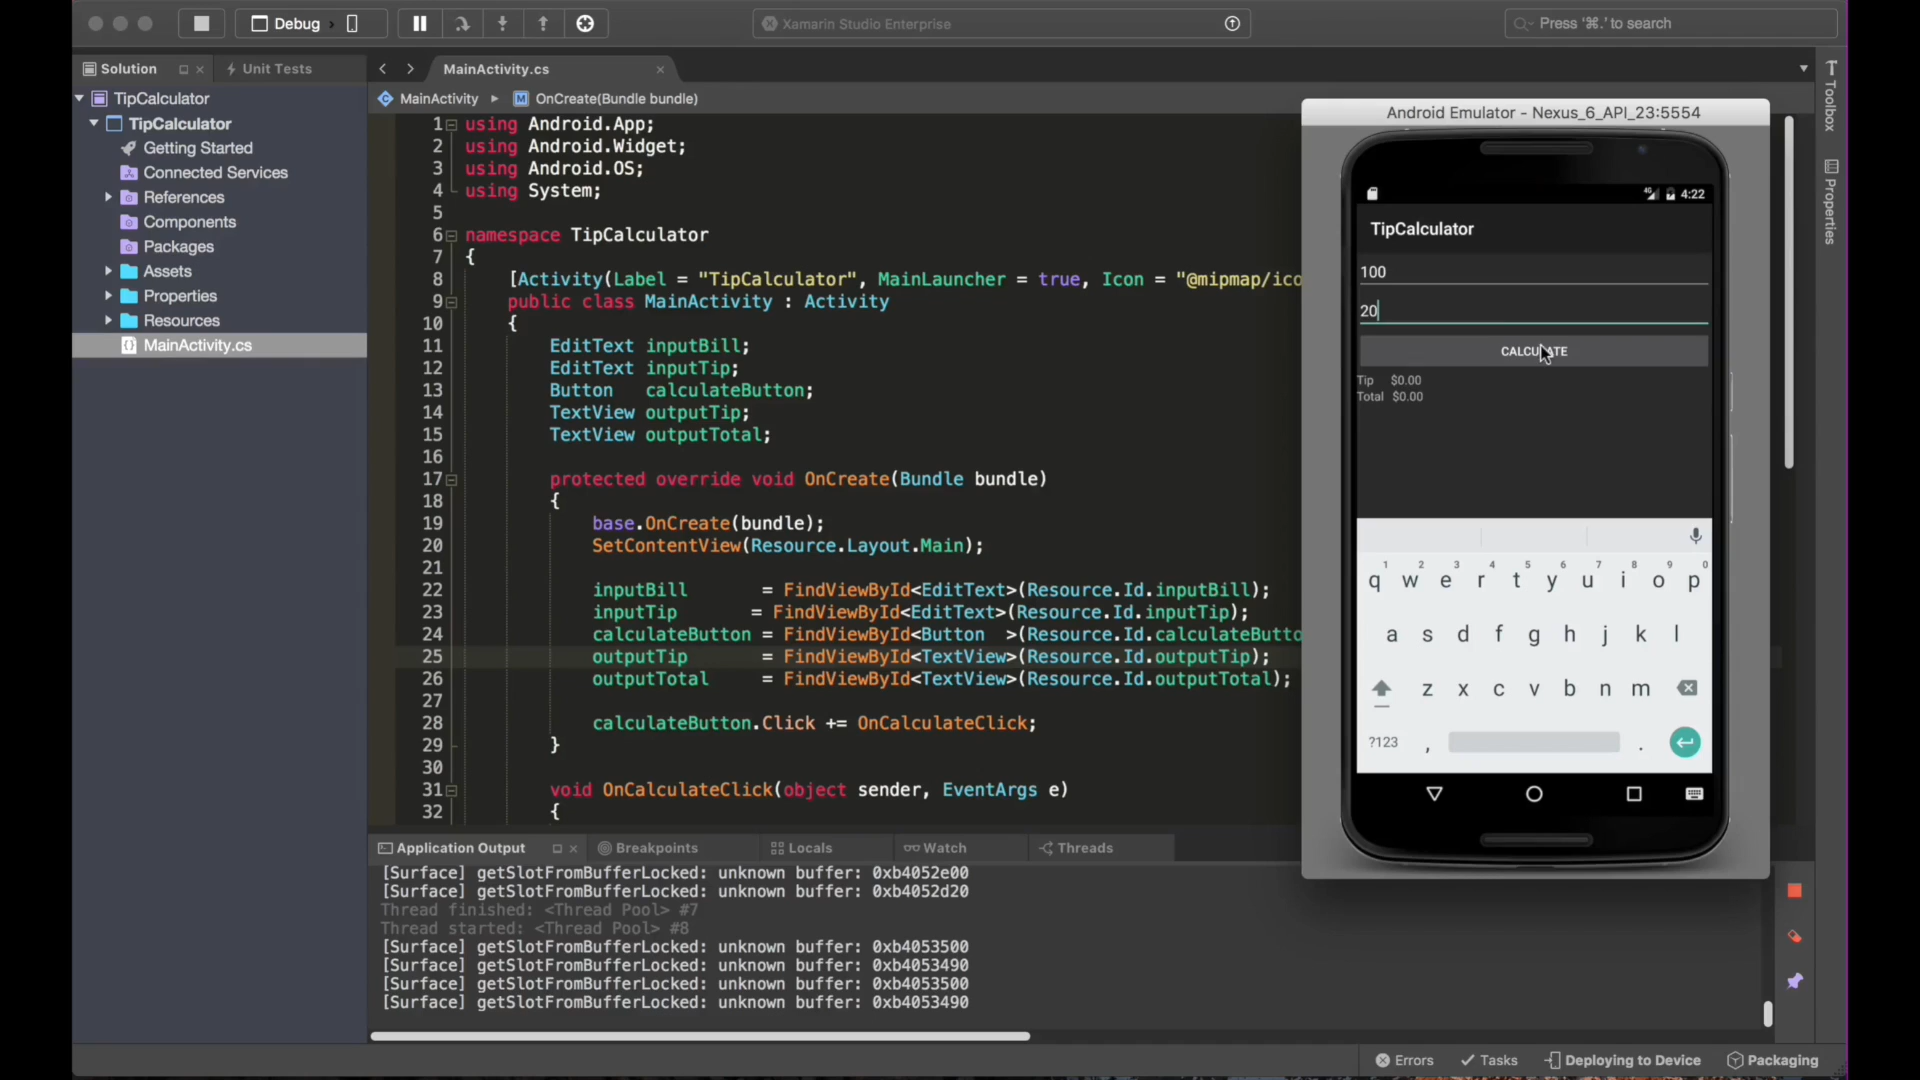 Debug
Xamarin Studio Enterprise
Press '⌘.' to search
Solution
Unit Tests
MainActivity.cs
TipCalculator
TipCalculator
Getting Started
Connected Services
References
Components
Packages
Assets
Properties
Resources
MainActivity.cs
MainActivity
OnCreate(Bundle bundle)
1 using Android.App;
2 using Android.Widget;
3 using Android.OS;
4 using System;
5
6 namespace TipCalculator
7 {
8 [Activity(Label = "TipCalculator", MainLauncher = true, Icon = "@mipmap/ico
9 public class MainActivity : Activity
10 {
11 EditText inputBill;
12 EditText inputTip;
13 Button calculateButton;
14 TextView outputTip;
15 TextView outputTotal;
16
17 protected override void OnCreate(Bundle bundle)
18 {
19 base.OnCreate(bundle);
20 SetContentView(Resource.Layout.Main);
21
22 inputBill = FindViewById<EditText>(Resource.Id.inputBill);
23 inputTip = FindViewById<EditText>(Resource.Id.inputTip);
24 calculateButton = FindViewById<Button >(Resource.Id.calculateButto
25 outputTip = FindViewById<TextView>(Resource.Id.outputTip);
26 outputTotal = FindViewById<TextView>(Resource.Id.outputTotal);
27
28 calculateButton.Click += OnCalculateClick;
29 }
30
31 void OnCalculateClick(object sender, EventArgs e)
32 {
Android Emulator - Nexus_6_API_23:5554
4G 4:22
TipCalculator
100
20
CALCULATE
Tip $0.00
Total $0.00
1 2 3 4 5 6 7 8 9 0
q w e r t y u i o p
a s d f g h j k l
z x c v b n m
?123 , .
Toolbox
Properties
Application Output
Breakpoints
Locals
Watch
Threads
[Surface] getSlotFromBufferLocked: unknown buffer: 0xb4052e00
[Surface] getSlotFromBufferLocked: unknown buffer: 0xb4052d20
Thread finished: <Thread Pool> #7
Thread started: <Thread Pool> #8
[Surface] getSlotFromBufferLocked: unknown buffer: 0xb4053500
[Surface] getSlotFromBufferLocked: unknown buffer: 0xb4053490
[Surface] getSlotFromBufferLocked: unknown buffer: 0xb4053500
[Surface] getSlotFromBufferLocked: unknown buffer: 0xb4053490
Errors
Tasks
Deploying to Device
Packaging